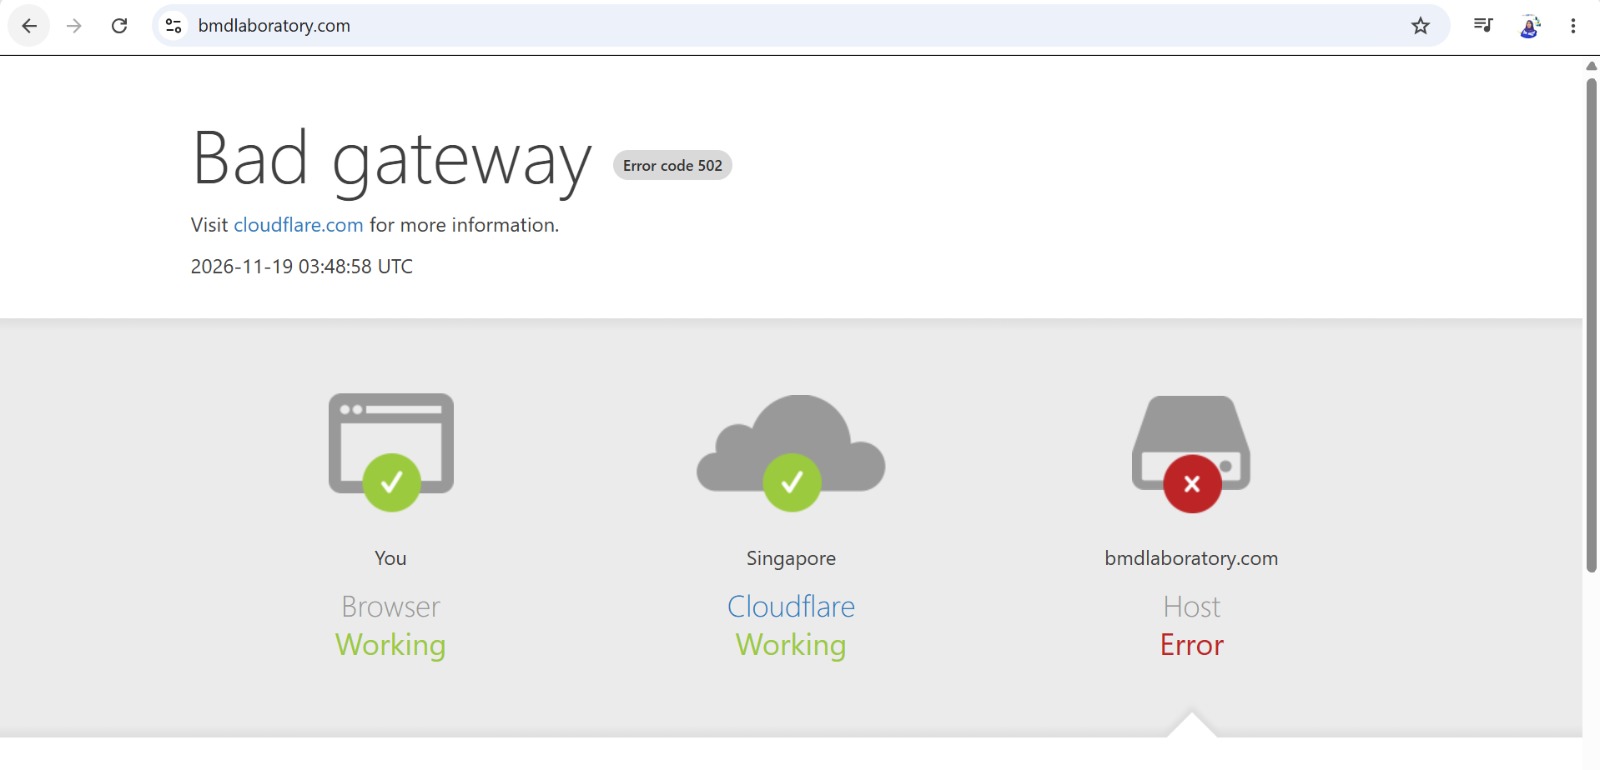 bmdlaboratory.com
Bad gateway Error code 502
Visit cloudflare.com for more information.
2026-11-19 03:48:58 UTC
You
Browser
Working
Singapore
Cloudflare
Working
bmdlaboratory.com
Host
Error